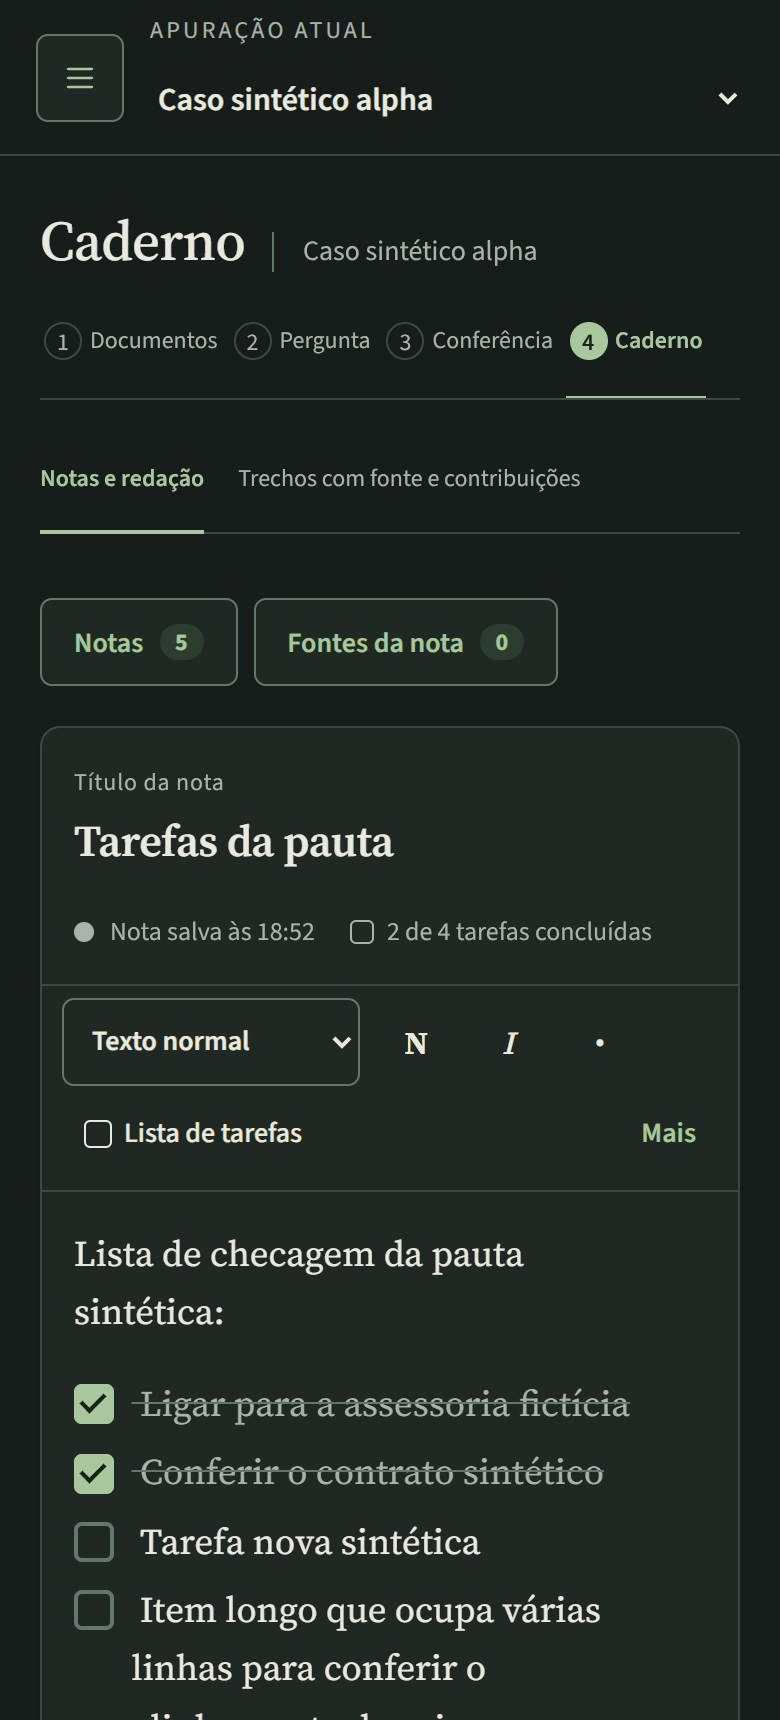 APURAÇÃO ATUAL
Caso sintético alpha
Caderno
Caso sintético alpha
1 Documentos 2 Pergunta 3 Conferência 4 Caderno
Notas e redação Trechos com fonte e contribuições
Notas 5 Fontes da nota 0
Título da nota
Tarefas da pauta
Nota salva às 18:52 2 de 4 tarefas concluídas
Texto normal N I •
Lista de tarefas Mais
Lista de checagem da pauta
sintética:
Ligar para a assessoria fictícia
Conferir o contrato sintético
Tarefa nova sintética
Item longo que ocupa várias
linhas para conferir o